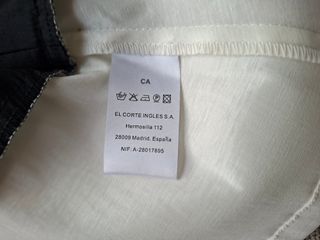 CA
EL CORTE INGLES S.A.
Hermosilla 112
28009 Madrid. España
NIF: A-28017895